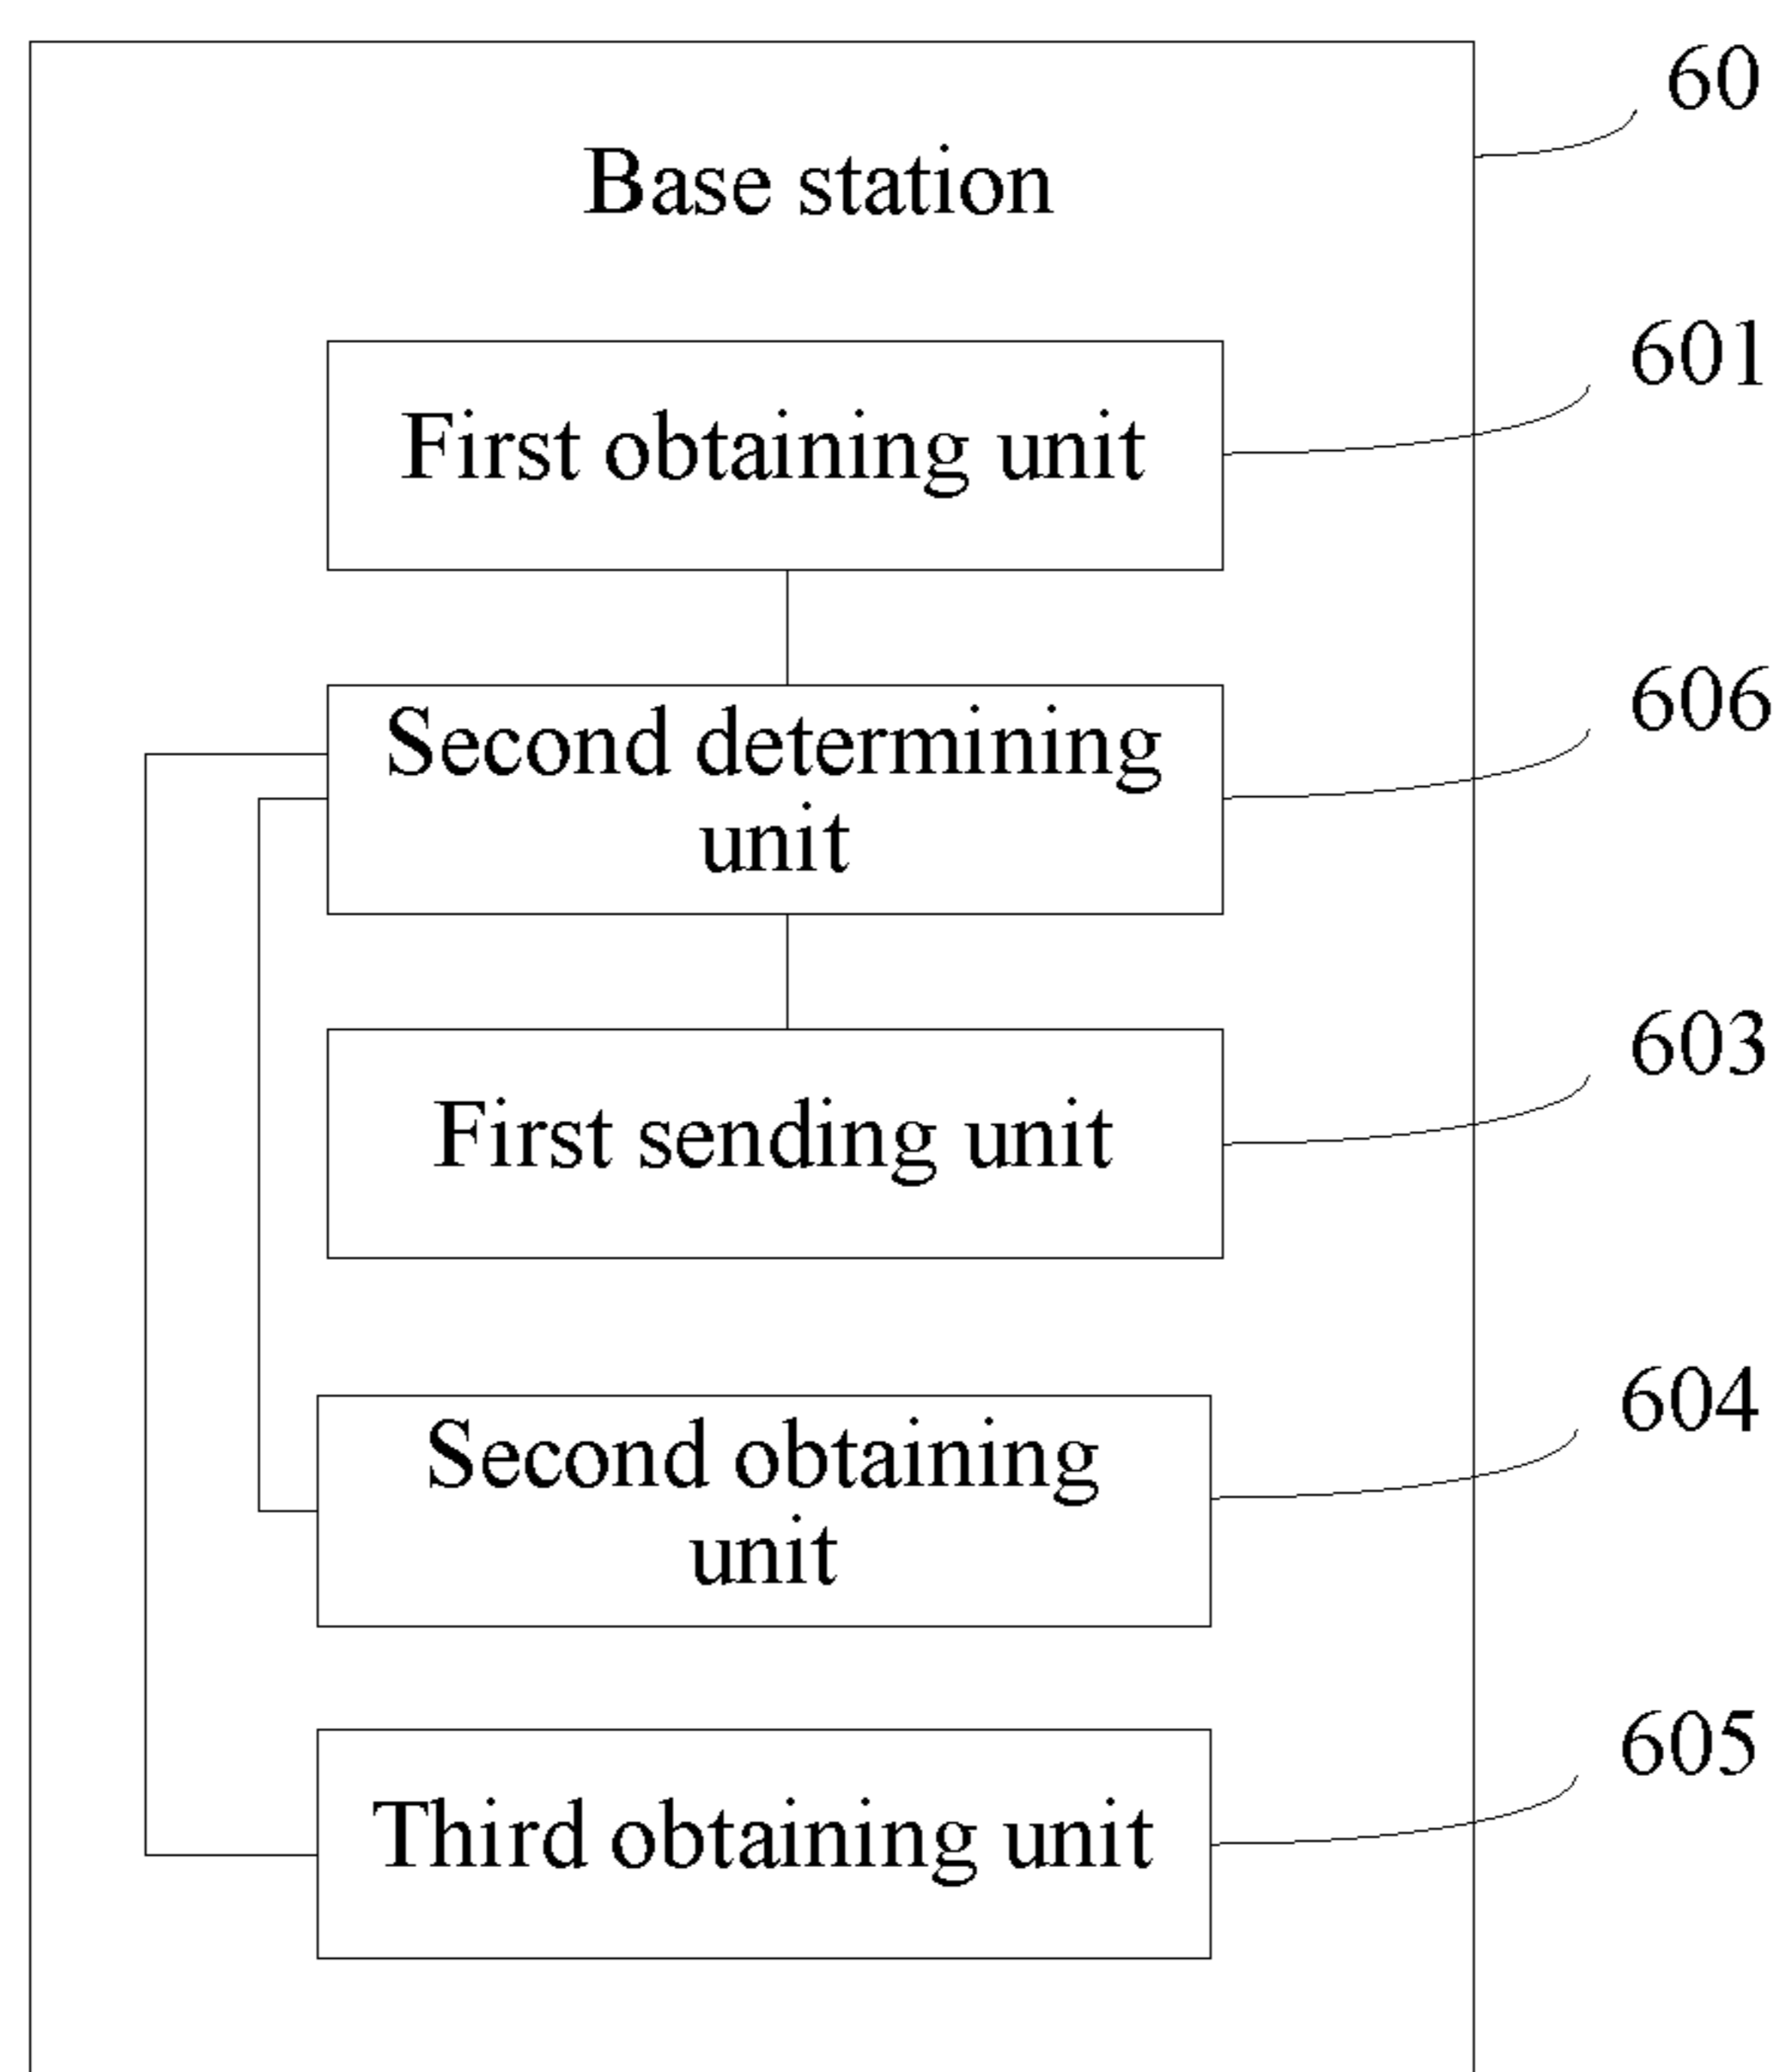 60
Base station
601
First obtaining unit
606
Second determining
unit
603
First sending unit
604
Second obtaining
unit
605
Third obtaining unit